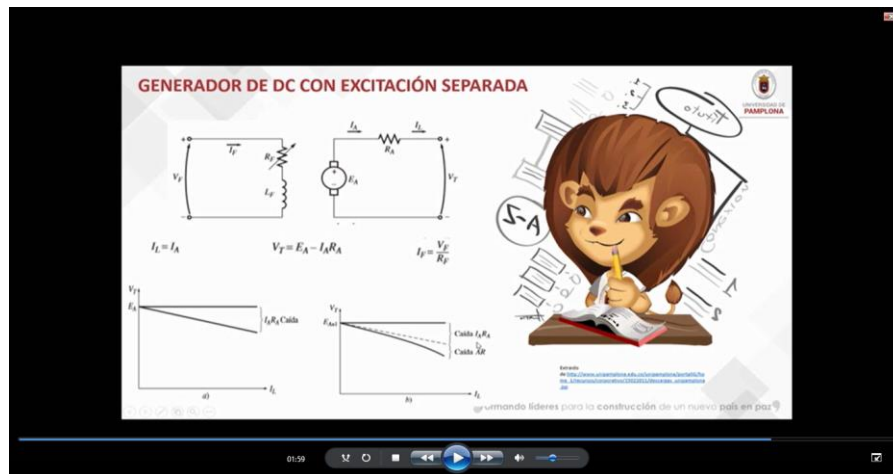 GENERADOR DE DC CON EXCITACIÓN SEPARADA
UNIVERSIDAD DE
PAMPLONA
Título
S-A
Conexión
I_F
R_F
V_F
L_F
I_A
I_L
R_A
E_A
V_T
I_L = I_A
V_T = E_A – I_A R_A
I_F = V_F / R_F
V_T
E_A
I_A R_A Caída
I_L
a)
V_T
Caída I_A R_A
Caída AR
I_L
b)
Extraído
Formando líderes para la construcción de un nuevo país en paz
01:59